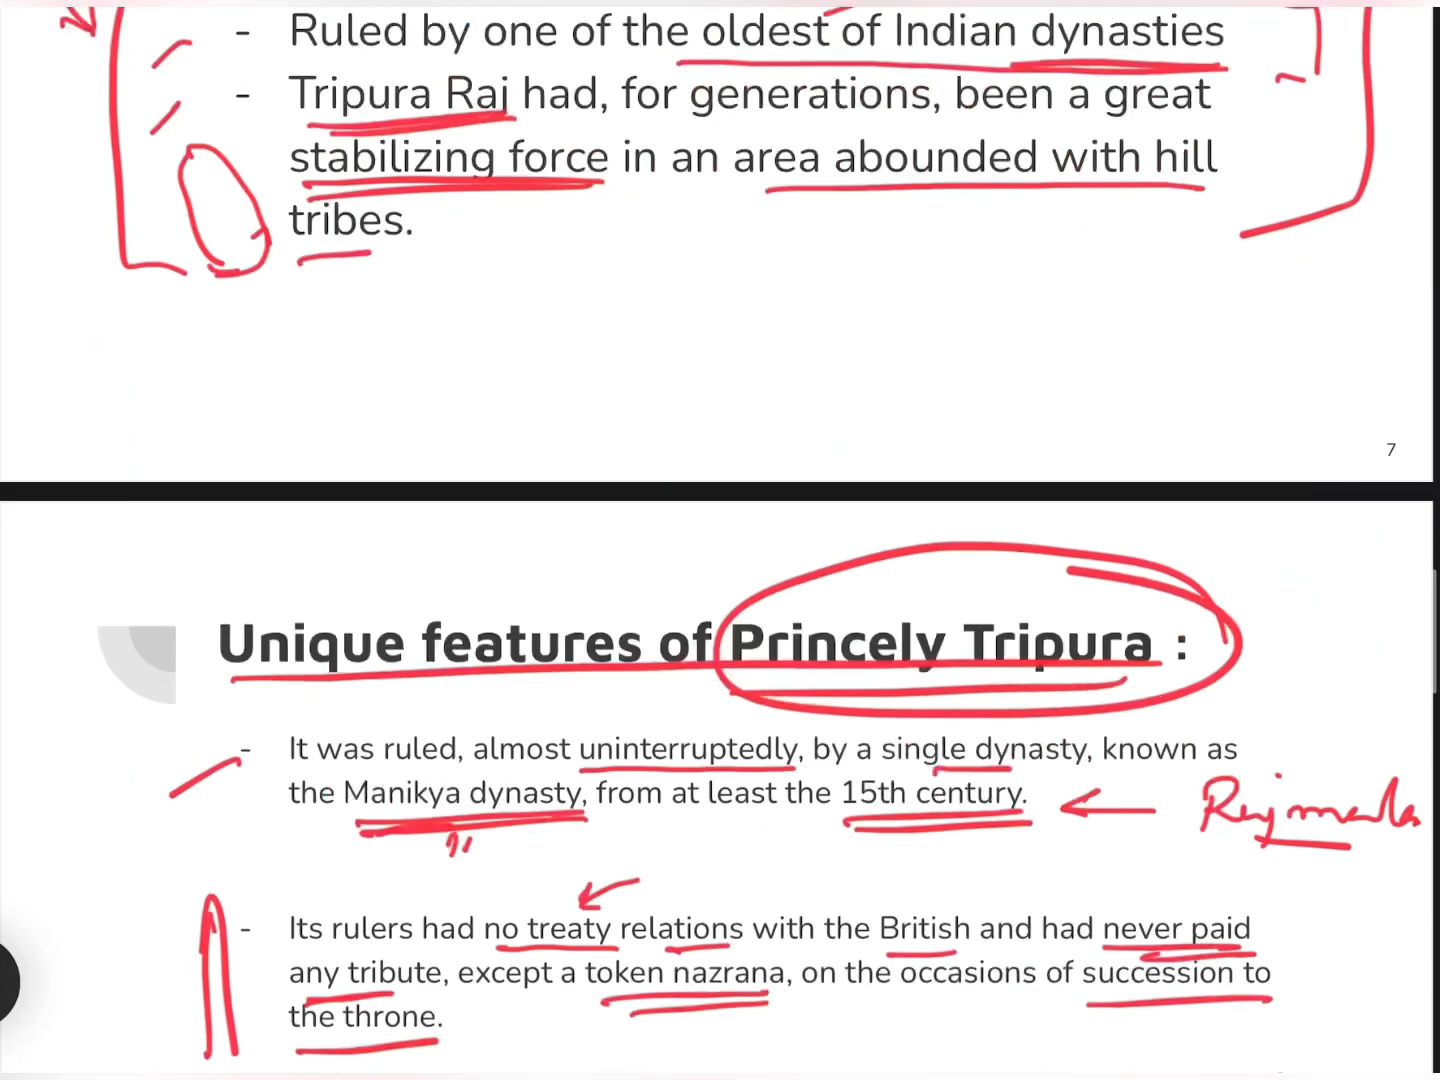 - Ruled by one of the oldest of Indian dynasties
- Tripura Raj had, for generations, been a great
stabilizing force in an area abounded with hill
tribes.
7
Unique features of Princely Tripura :
- It was ruled, almost uninterruptedly, by a single dynasty, known as
the Manikya dynasty, from at least the 15th century.
Rajmala
- Its rulers had no treaty relations with the British and had never paid
any tribute, except a token nazrana, on the occasions of succession to
the throne.